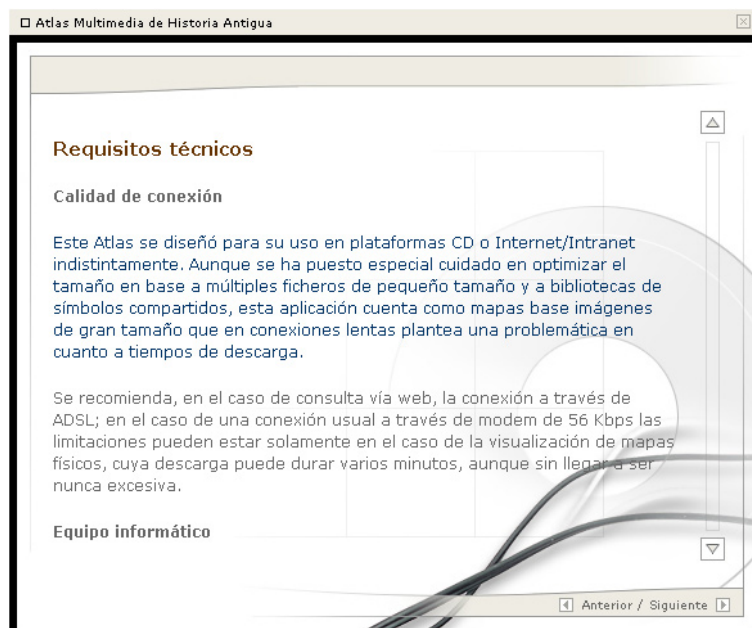 Atlas Multimedia de Historia Antigua
Requisitos técnicos
Calidad de conexión
Este Atlas se diseñó para su uso en plataformas CD o Internet/Intranet
indistintamente. Aunque se ha puesto especial cuidado en optimizar el
tamaño en base a múltiples ficheros de pequeño tamaño y a bibliotecas de
símbolos compartidos, esta aplicación cuenta como mapas base imágenes
de gran tamaño que en conexiones lentas plantea una problemática en
cuanto a tiempos de descarga.
Se recomienda, en el caso de consulta vía web, la conexión a través de
ADSL; en el caso de una conexión usual a través de modem de 56 Kbps las
limitaciones pueden estar solamente en el caso de la visualización de mapas
físicos, cuya descarga puede durar varios minutos, aunque sin llegar a ser
nunca excesiva.
Equipo informático
Anterior / Siguiente